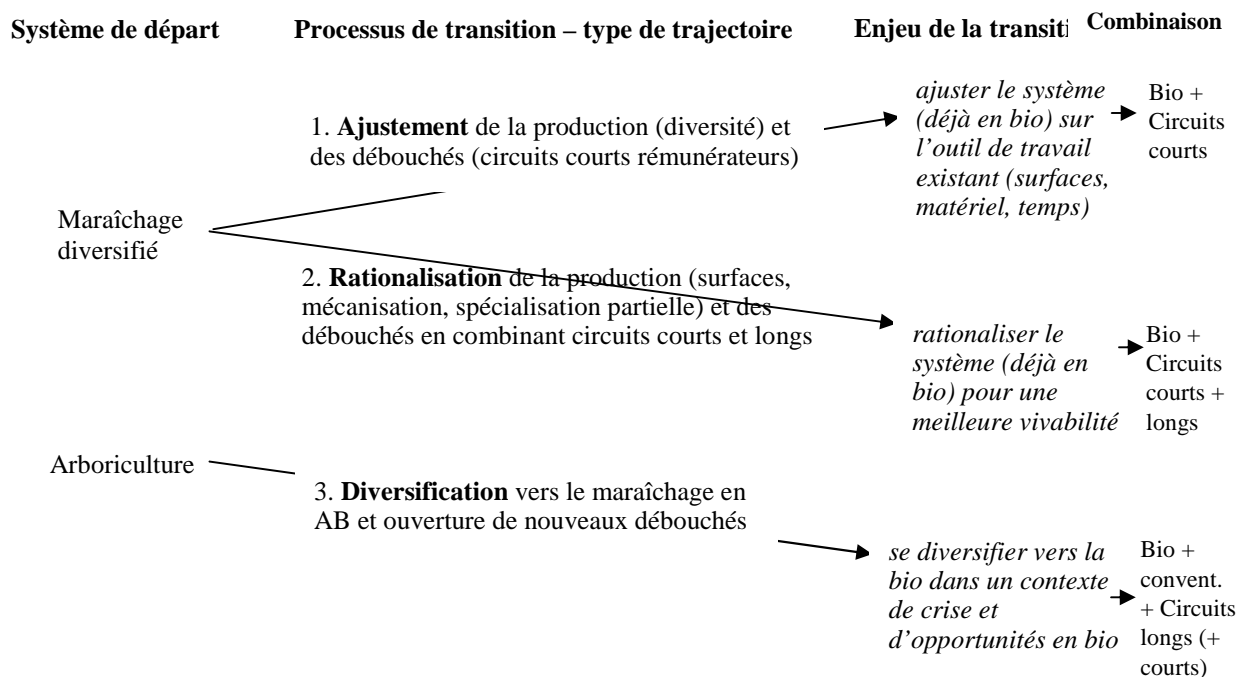 Système de départ
Processus de transition – type de trajectoire
Enjeu de la transiti
Combinaison
1. Ajustement de la production (diversité) et
des débouchés (circuits courts rémunérateurs)
ajuster le système
(déjà en bio) sur
l'outil de travail
existant (surfaces,
matériel, temps)
Bio +
Circuits
courts
Maraîchage
diversifié
2. Rationalisation de la production (surfaces,
mécanisation, spécialisation partielle) et des
débouchés en combinant circuits courts et longs
rationaliser le
système (déjà en
bio) pour une
meilleure vivabilité
Bio +
Circuits
courts +
longs
Arboriculture
3. Diversification vers le maraîchage en
AB et ouverture de nouveaux débouchés
se diversifier vers la
bio dans un contexte
de crise et
d'opportunités en bio
Bio +
convent.
+ Circuits
longs (+
courts)